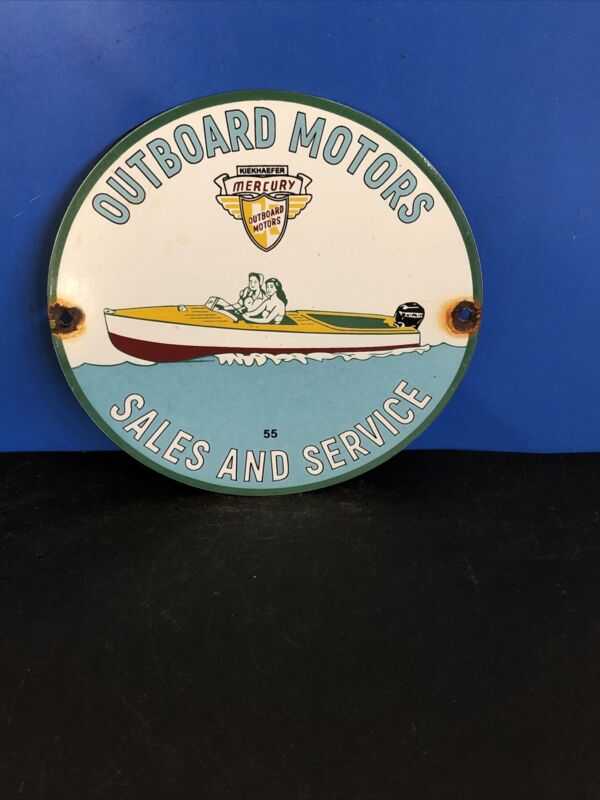 OUTBOARD MOTORS
KIEKHAEFER
MERCURY
OUTBOARD
MOTORS
55
SALES AND SERVICE